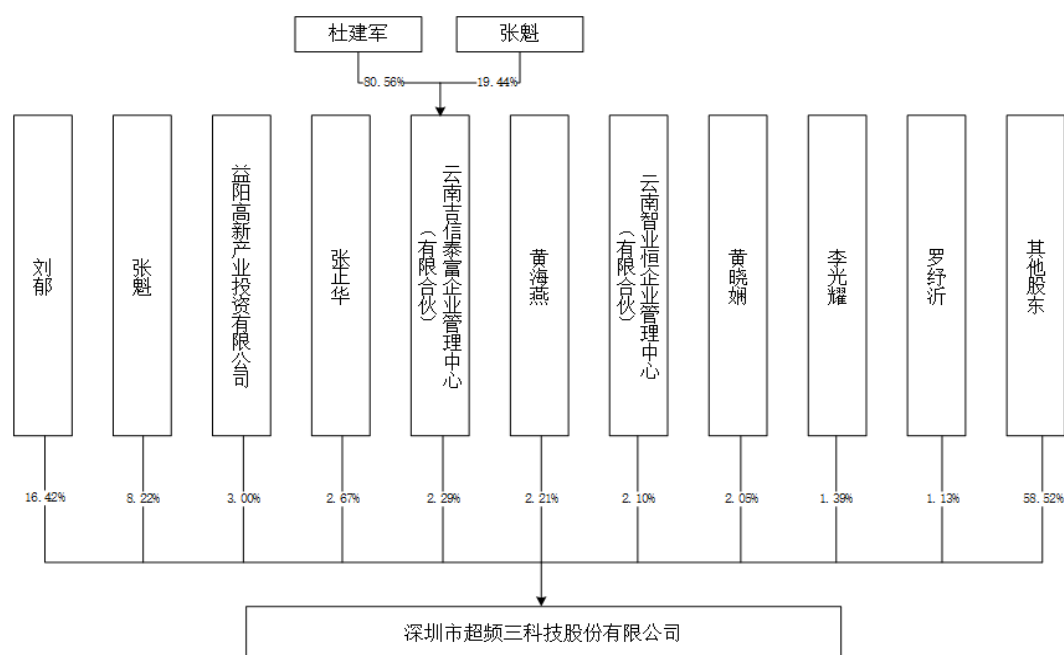 杜建军
张魁
80.56%
19.44%
刘郁
张魁
益阳高新产业投资有限公司
张正华
云南吉信泰富企业管理中心
（有限合伙）
黄海燕
云南智业恒企业管理中心
（有限合伙）
黄晓娴
李光耀
罗纾沂
其他股东
16.42%
8.22%
3.00%
2.67%
2.29%
2.21%
2.10%
2.05%
1.39%
1.13%
58.52%
深圳市超频三科技股份有限公司